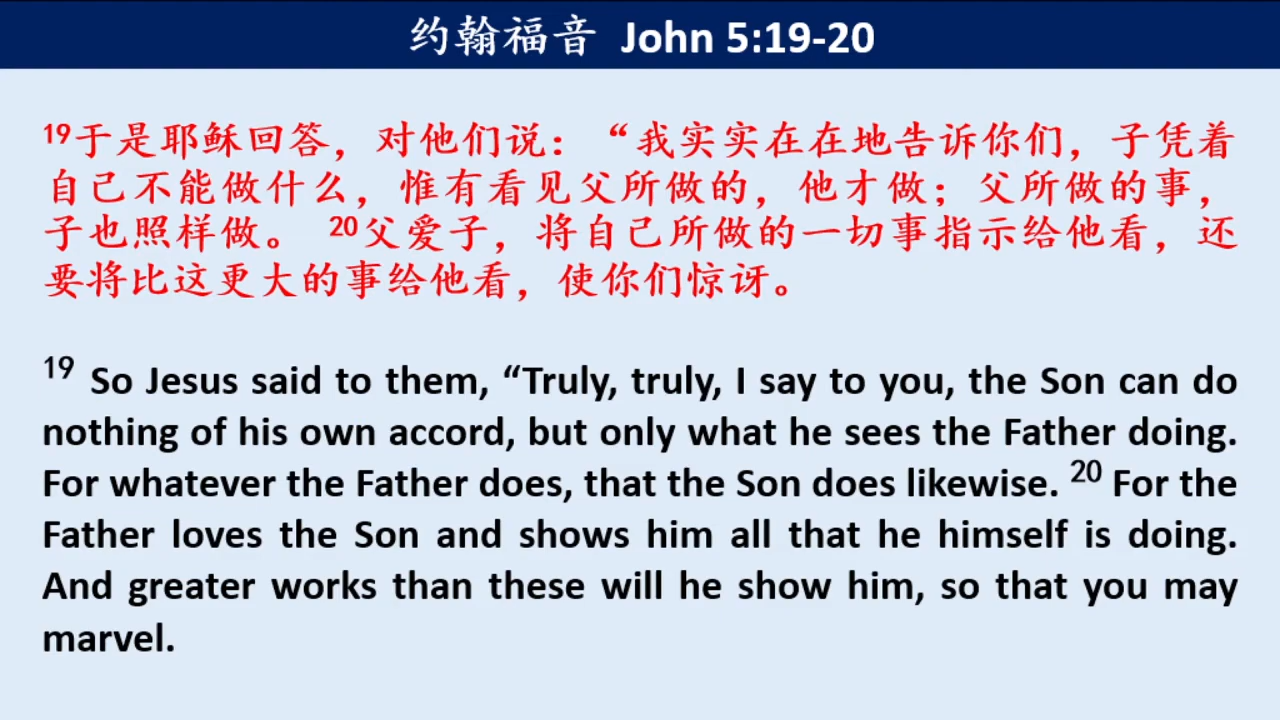 约翰福音 John 5:19-20
19于是耶稣回答，对他们说：“我实实在在地告诉你们，子凭着
自己不能做什么，惟有看见父所做的，他才做；父所做的事，
子也照样做。 20父爱子，将自己所做的一切事指示给他看，还
要将比这更大的事给他看，使你们惊讶。
19 So Jesus said to them, “Truly, truly, I say to you, the Son can do
nothing of his own accord, but only what he sees the Father doing.
For whatever the Father does, that the Son does likewise. 20 For the
Father loves the Son and shows him all that he himself is doing.
And greater works than these will he show him, so that you may
marvel.